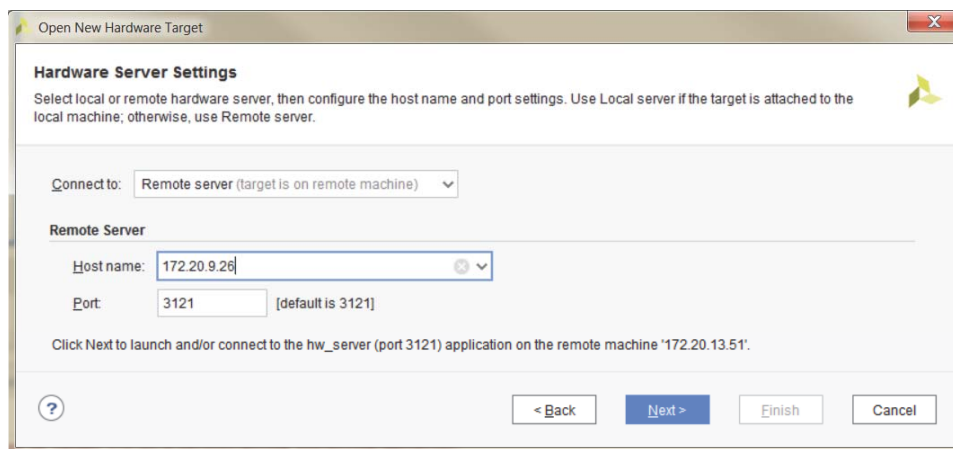 Open New Hardware Target
Hardware Server Settings
Select local or remote hardware server, then configure the host name and port settings. Use Local server if the target is attached to the
local machine; otherwise, use Remote server.
Connect to: Remote server (target is on remote machine)
Remote Server
Host name: 172.20.9.26
Port: 3121 [default is 3121]
Click Next to launch and/or connect to the hw_server (port 3121) application on the remote machine '172.20.13.51'.
? < Back Next > Finish Cancel